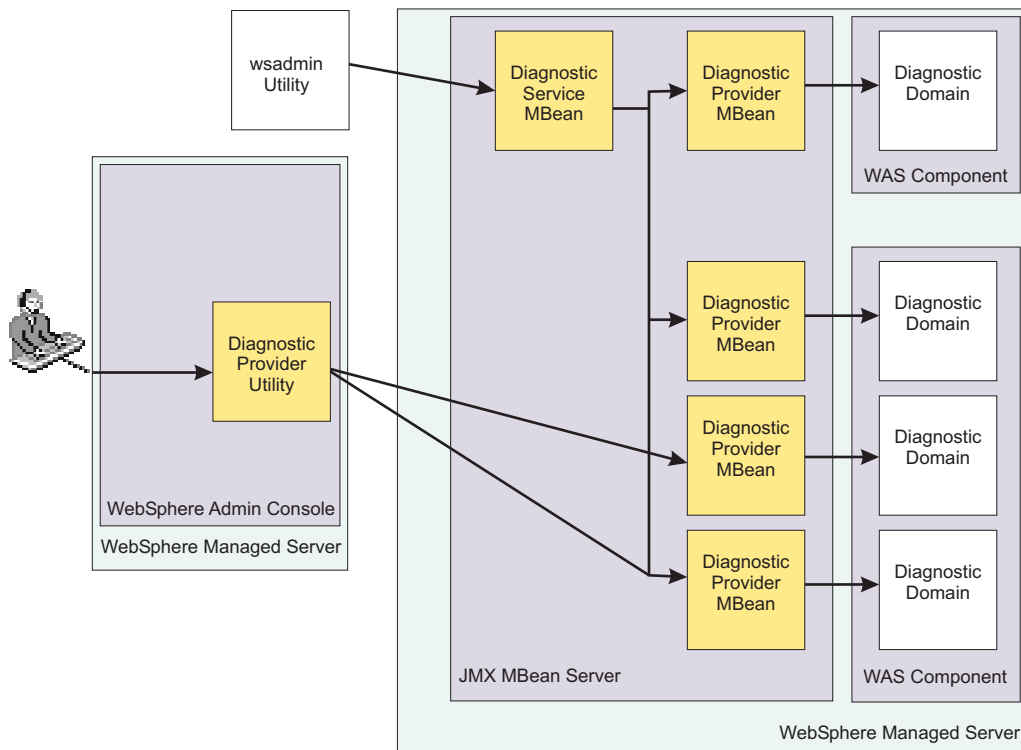 wsadmin
Utility
Diagnostic
Service
MBean
Diagnostic
Provider
MBean
Diagnostic
Domain
WAS Component
Diagnostic
Provider
MBean
Diagnostic
Domain
Diagnostic
Provider
Utility
WebSphere Admin Console
WebSphere Managed Server
Diagnostic
Provider
MBean
Diagnostic
Domain
Diagnostic
Provider
MBean
Diagnostic
Domain
JMX MBean Server
WAS Component
WebSphere Managed Server